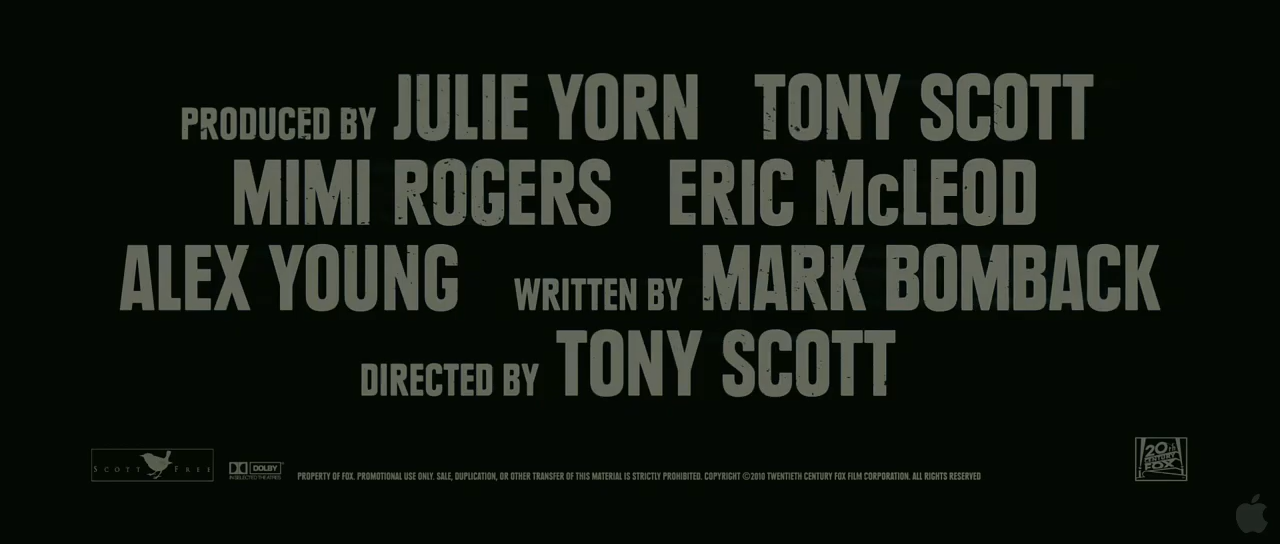 PRODUCED BY JULIE YORN TONY SCOTT
MIMI ROGERS ERIC McLEOD
ALEX YOUNG WRITTEN BY MARK BOMBACK
DIRECTED BY TONY SCOTT
SCOTT FREE
DOLBY
IN SELECTED THEATRES
PROPERTY OF FOX. PROMOTIONAL USE ONLY. SALE, DUPLICATION, OR OTHER TRANSFER OF THIS MATERIAL IS STRICTLY PROHIBITED. COPYRIGHT ©2010 TWENTIETH CENTURY FOX FILM CORPORATION. ALL RIGHTS RESERVED
20th
CENTURY
FOX